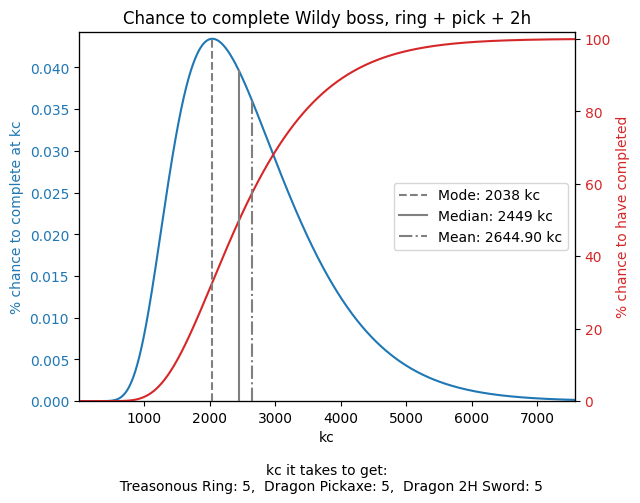 Chance to complete Wildy boss, ring + pick + 2h
% chance to complete at kc
0.040
0.035
0.030
0.025
0.020
0.015
0.010
0.005
0.000
100
80
60
40
20
0
% chance to have completed
Mode: 2038 kc
Median: 2449 kc
Mean: 2644.90 kc
1000 2000 3000 4000 5000 6000 7000
kc
kc it takes to get:
Treasonous Ring: 5,  Dragon Pickaxe: 5,  Dragon 2H Sword: 5